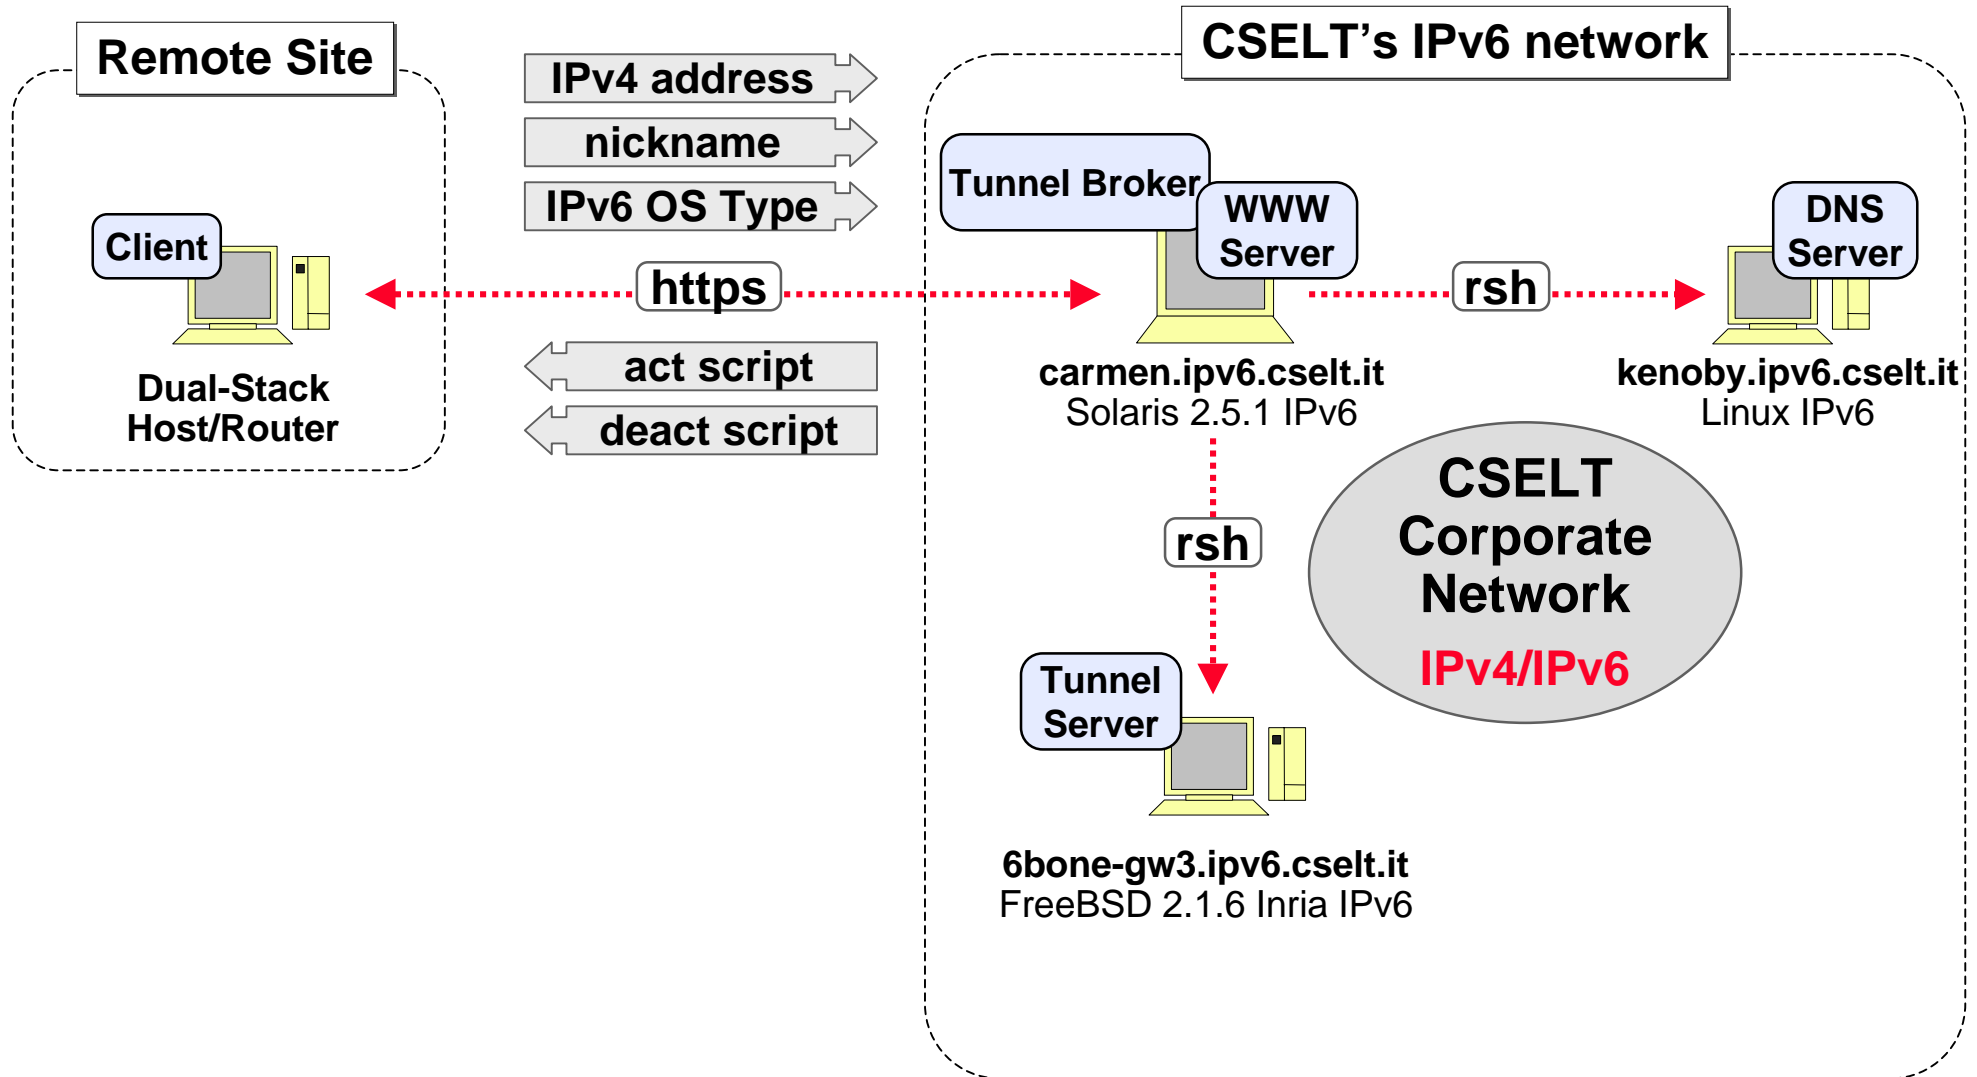 Remote Site
CSELT’s IPv6 network
IPv4 address
nickname
IPv6 OS Type
Client
https
act script
deact script
Dual-Stack
Host/Router
Tunnel Broker
WWW
Server
rsh
DNS
Server
carmen.ipv6.cselt.it
Solaris 2.5.1 IPv6
kenoby.ipv6.cselt.it
Linux IPv6
rsh
CSELT
Corporate
Network
IPv4/IPv6
Tunnel
Server
6bone-gw3.ipv6.cselt.it
FreeBSD 2.1.6 Inria IPv6